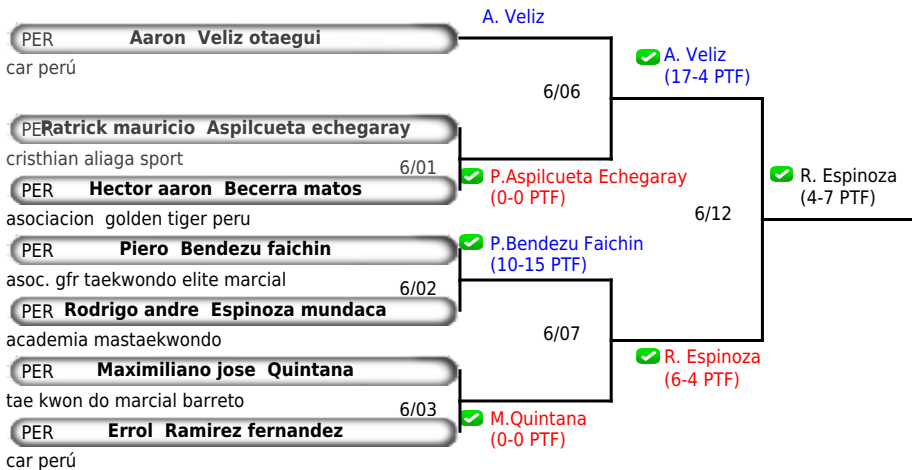 A. Veliz
PER Aaron Veliz otaegui
car perú
A. Veliz
(17-4 PTF)
6/06
PER Patrick mauricio Aspilcueta echegaray
cristhian aliaga sport
6/01
P.Aspilcueta Echegaray
(0-0 PTF)
PER Hector aaron Becerra matos
asociacion golden tiger peru
R. Espinoza
(4-7 PTF)
6/12
PER Piero Bendezu faichin
P.Bendezu Faichin
(10-15 PTF)
asoc. gfr taekwondo elite marcial
6/02
PER Rodrigo andre Espinoza mundaca
academia mastaekwondo
6/07
R. Espinoza
(6-4 PTF)
PER Maximiliano jose Quintana
tae kwon do marcial barreto
6/03
M.Quintana
(0-0 PTF)
PER Errol Ramirez fernandez
car perú